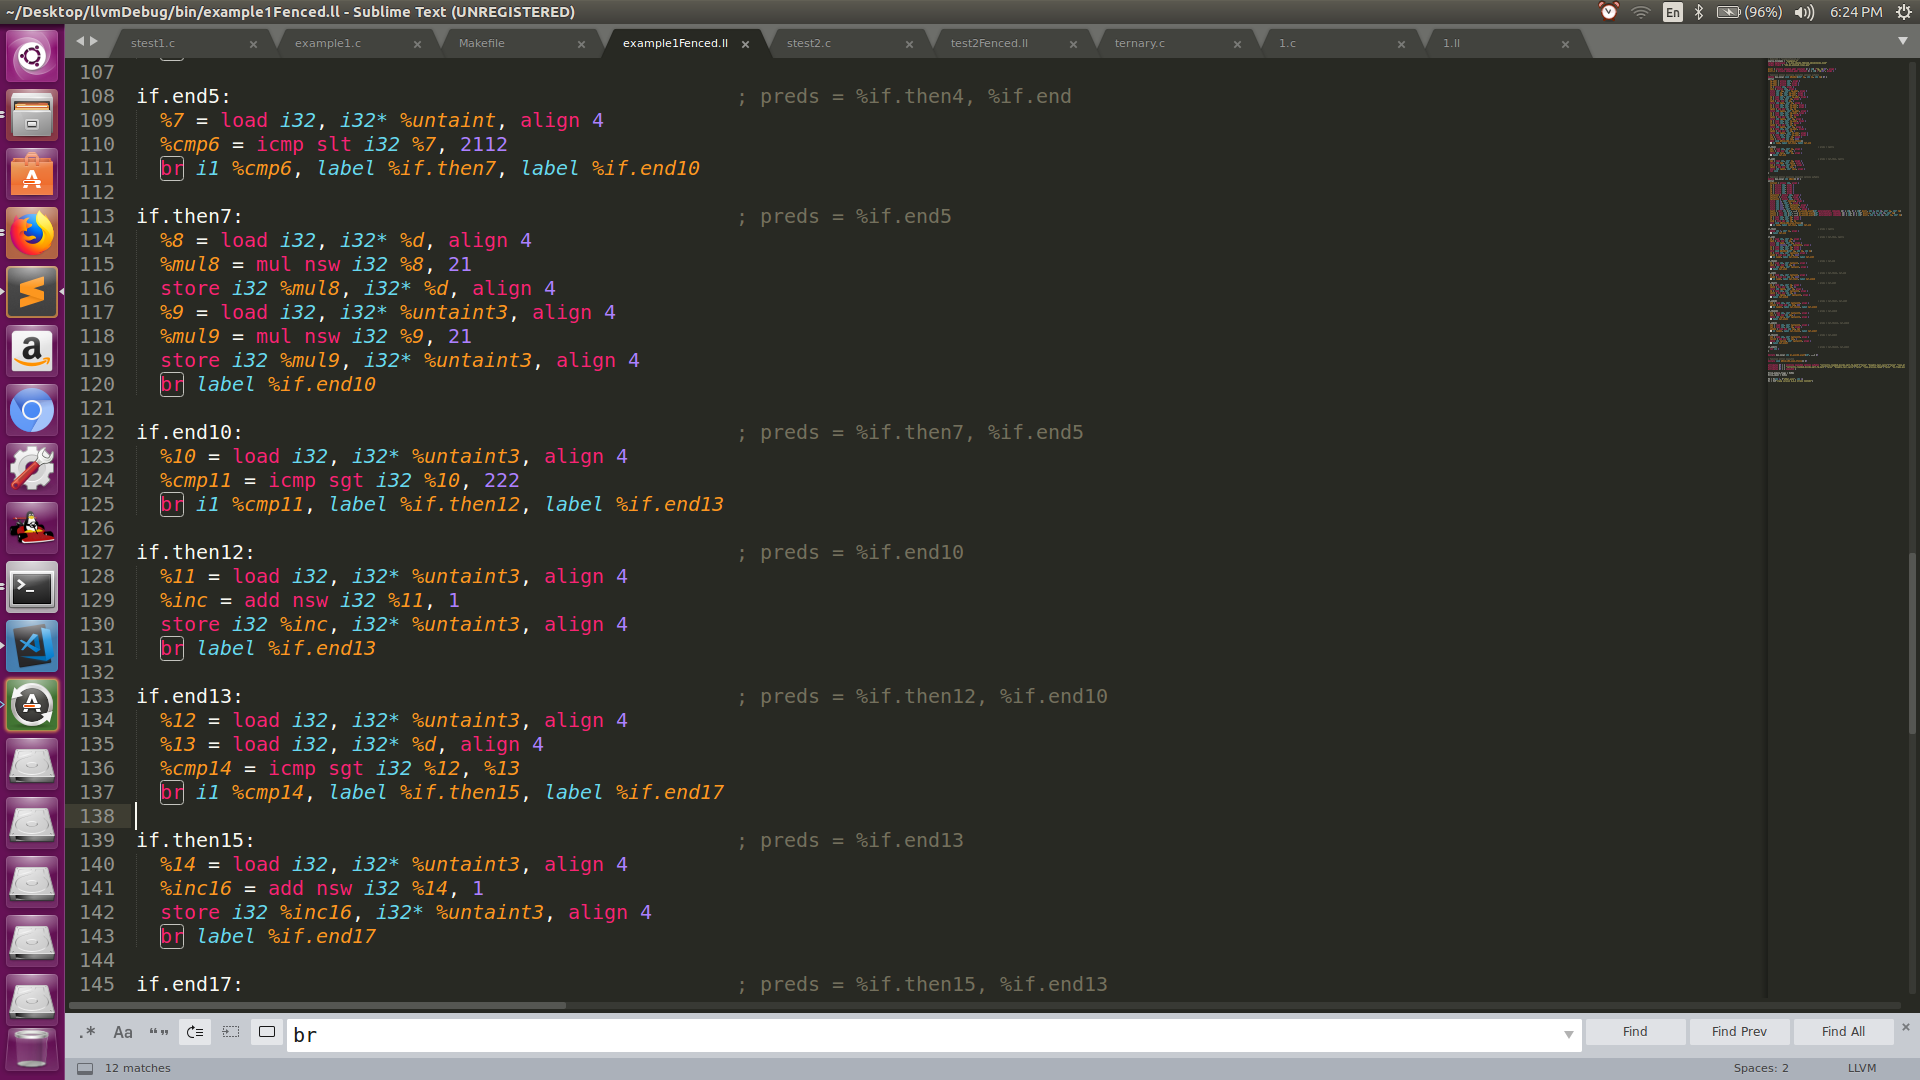 ~/Desktop/llvmDebug/bin/example1Fenced.ll - Sublime Text (UNREGISTERED)
En (96%) 6:24 PM
stest1.c × example1.c × Makefile × example1Fenced.ll × stest2.c × test2Fenced.ll × ternary.c × 1.c × 1.ll ×
107
108 if.end5: ; preds = %if.then4, %if.end
109 %7 = load i32, i32* %untaint, align 4
110 %cmp6 = icmp slt i32 %7, 2112
111 br i1 %cmp6, label %if.then7, label %if.end10
112
113 if.then7: ; preds = %if.end5
114 %8 = load i32, i32* %d, align 4
115 %mul8 = mul nsw i32 %8, 21
116 store i32 %mul8, i32* %d, align 4
117 %9 = load i32, i32* %untaint3, align 4
118 %mul9 = mul nsw i32 %9, 21
119 store i32 %mul9, i32* %untaint3, align 4
120 br label %if.end10
121
122 if.end10: ; preds = %if.then7, %if.end5
123 %10 = load i32, i32* %untaint3, align 4
124 %cmp11 = icmp sgt i32 %10, 222
125 br i1 %cmp11, label %if.then12, label %if.end13
126
127 if.then12: ; preds = %if.end10
128 %11 = load i32, i32* %untaint3, align 4
129 %inc = add nsw i32 %11, 1
130 store i32 %inc, i32* %untaint3, align 4
131 br label %if.end13
132
133 if.end13: ; preds = %if.then12, %if.end10
134 %12 = load i32, i32* %untaint3, align 4
135 %13 = load i32, i32* %d, align 4
136 %cmp14 = icmp sgt i32 %12, %13
137 br i1 %cmp14, label %if.then15, label %if.end17
138
139 if.then15: ; preds = %if.end13
140 %14 = load i32, i32* %untaint3, align 4
141 %inc16 = add nsw i32 %14, 1
142 store i32 %inc16, i32* %untaint3, align 4
143 br label %if.end17
144
145 if.end17: ; preds = %if.then15, %if.end13
.* Aa “” br Find Find Prev Find All ×
12 matches Spaces: 2 LLVM